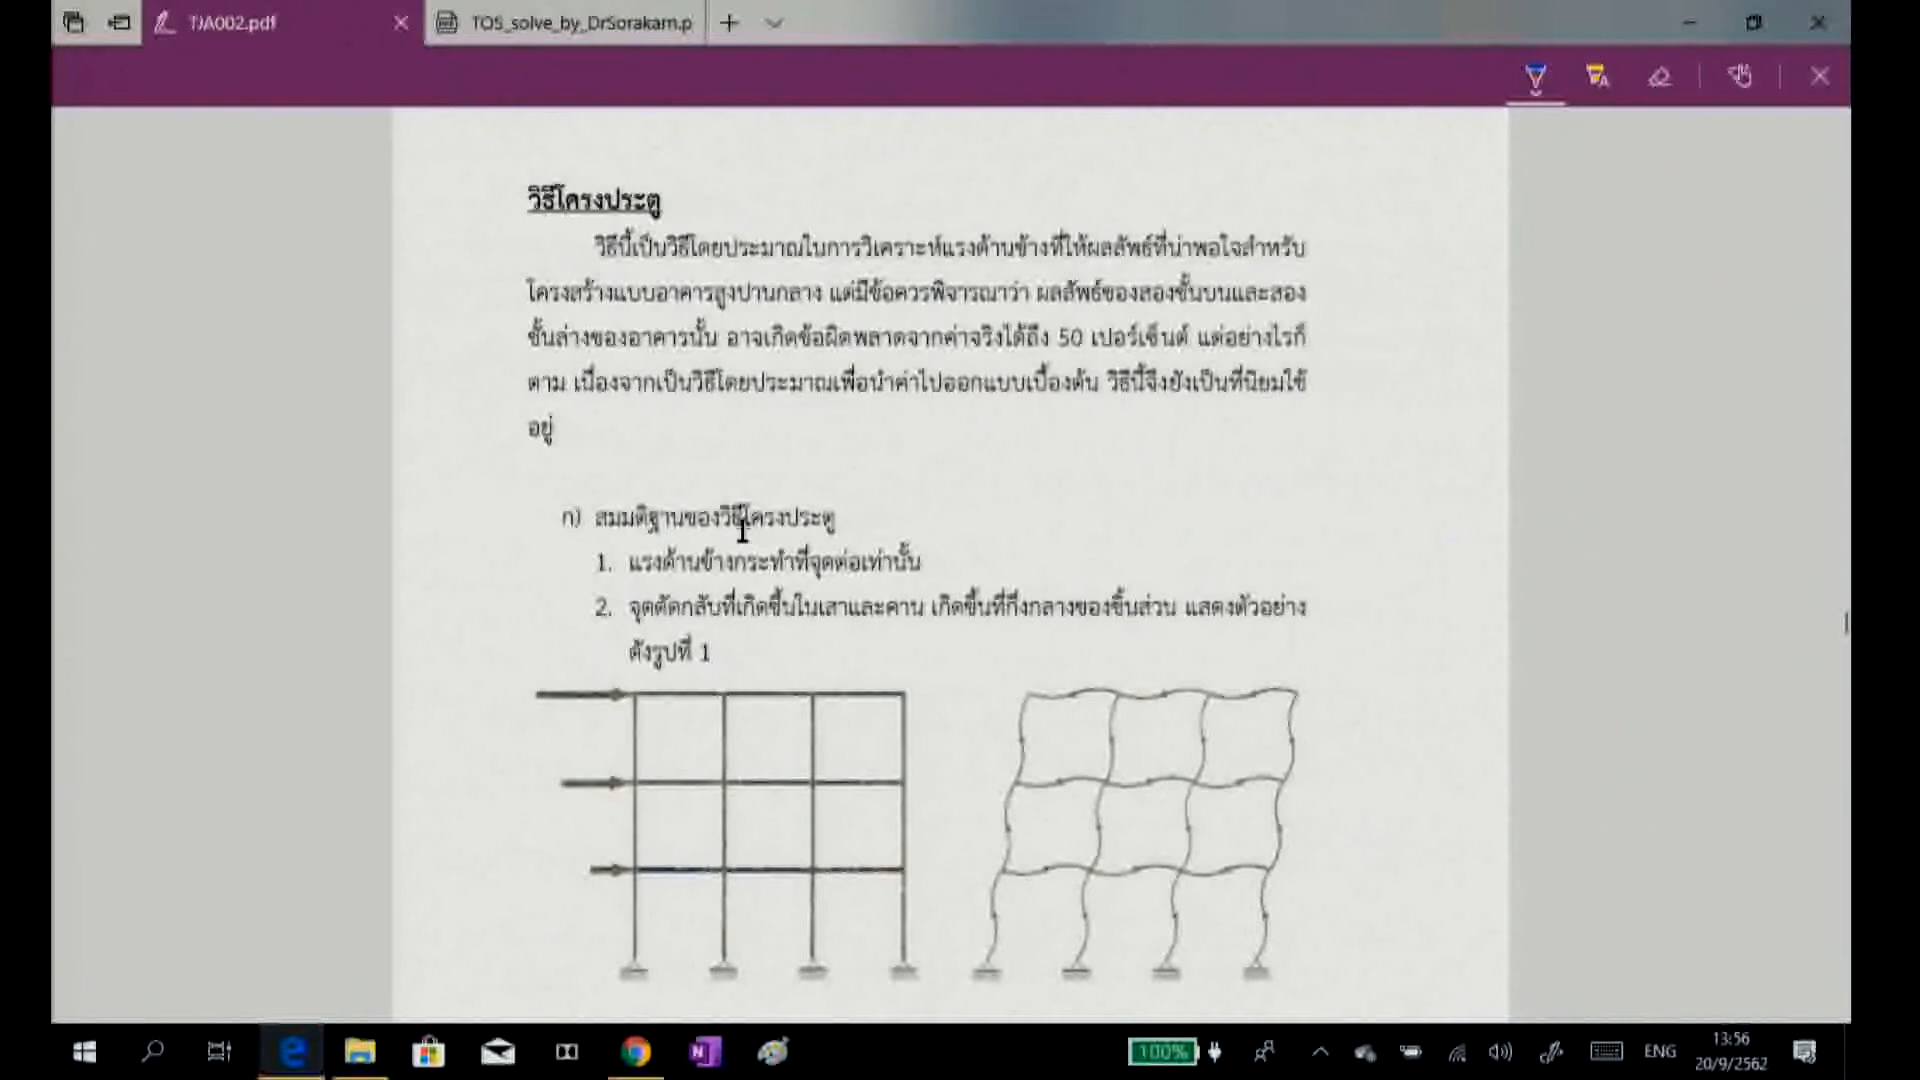 TJA002.pdf
TOS_solve_by_DrSorakarn.p
วิธีโครงประตู
วิธีนี้เป็นวิธีโดยประมาณในการวิเคราะห์แรงด้านข้างที่ให้ผลลัพธ์ที่น่าพอใจสำหรับ
โครงสร้างแบบอาคารสูงปานกลาง แต่มีข้อควรพิจารณาว่า ผลลัพธ์ของสองชั้นบนและสอง
ชั้นล่างของอาคารนั้น อาจเกิดข้อผิดพลาดจากค่าจริงได้ถึง 50 เปอร์เซ็นต์ แต่อย่างไรก็
ตาม เนื่องจากเป็นวิธีโดยประมาณเพื่อนำค่าไปออกแบบเบื้องต้น วิธีนี้จึงยังเป็นที่นิยมใช้
อยู่
ก) สมมติฐานของวิธีโครงประตู
1. แรงด้านข้างกระทำที่จุดต่อเท่านั้น
2. จุดดัดกลับที่เกิดขึ้นในเสาและคาน เกิดขึ้นที่กึ่งกลางของชิ้นส่วน แสดงตัวอย่าง
ดังรูปที่ 1
100%
ENG
13:56
20/9/2562